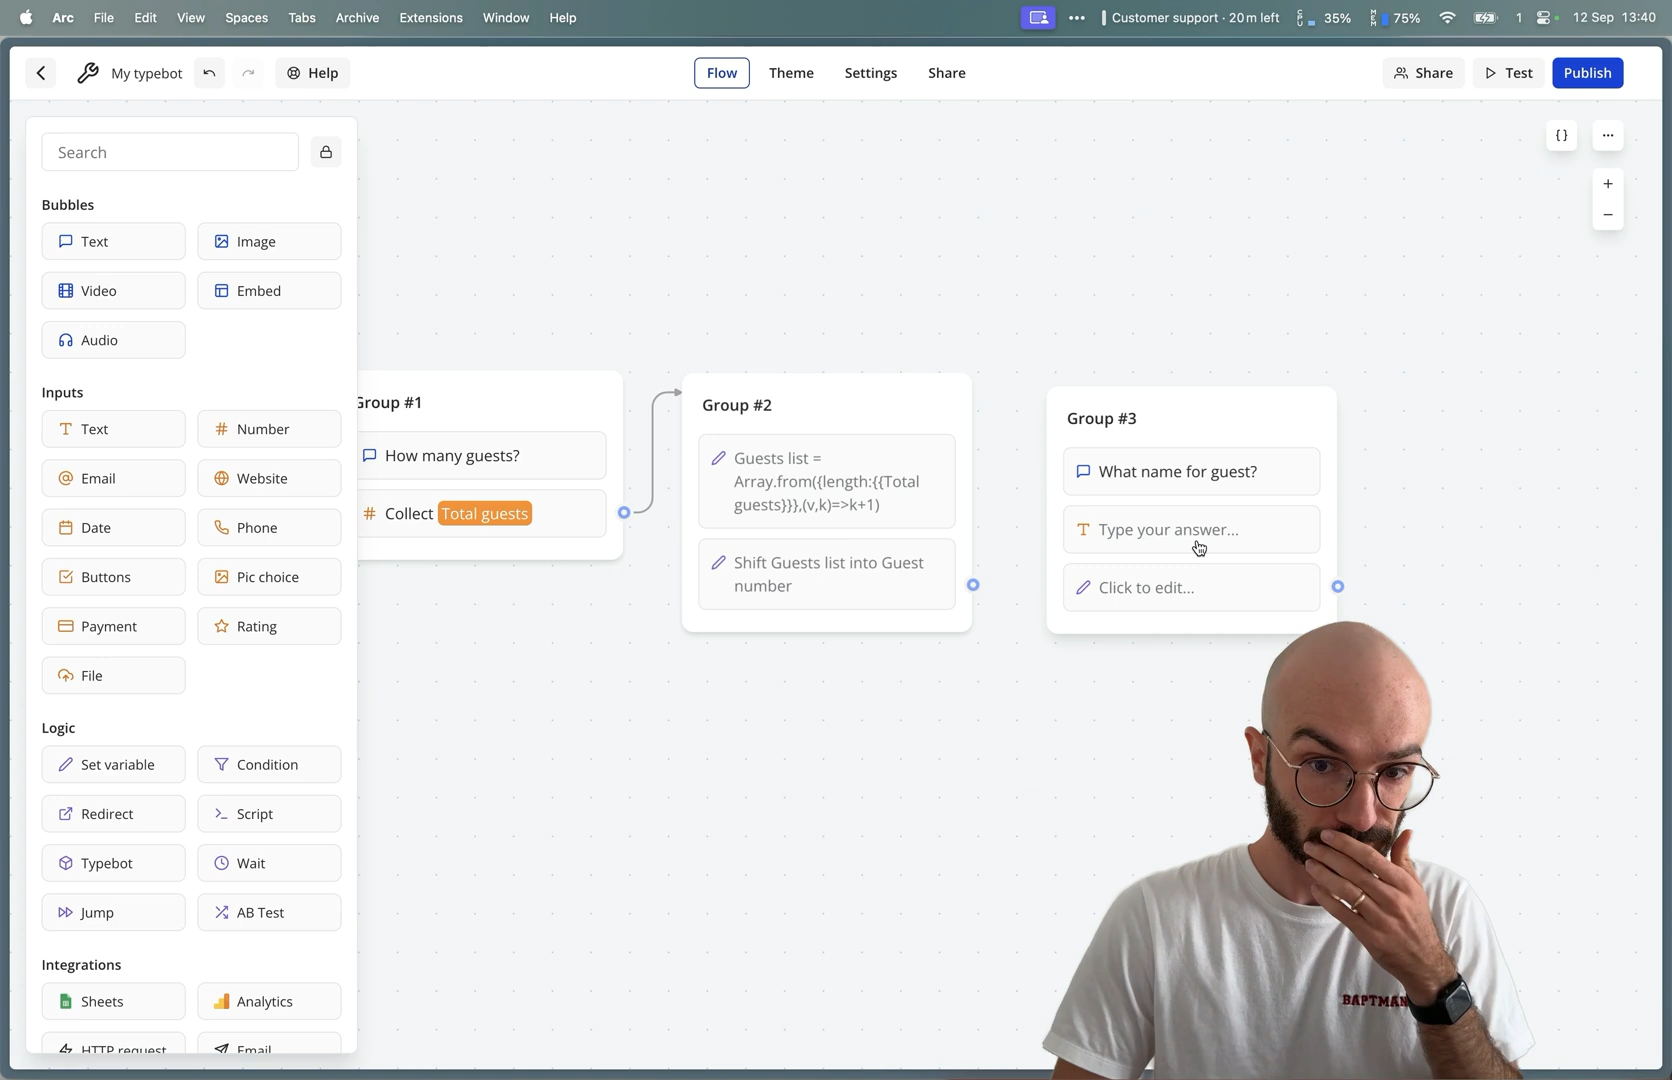 Arc File Edit View Spaces Tabs Archive Extensions Window Help
Customer support · 20 m left CPU 35% MEM 75% 1 12 Sep 13:40
My typebot Help Flow Theme Settings Share Share Test Publish
Search
{}
...
+
−
Bubbles
Text Image
Video Embed
Audio
Inputs
Text Number
Email Website
Date Phone
Buttons Pic choice
Payment Rating
File
Logic
Set variable Condition
Redirect Script
Typebot Wait
Jump AB Test
Integrations
Sheets Analytics
HTTP request Email
Group #1
How many guests?
Collect Total guests
Group #2
Guests list =
Array.from({length:{{Total
guests}}},(v,k)=>k+1)
Shift Guests list into Guest
number
Group #3
What name for guest?
Type your answer...
Click to edit...
BAPTMAN